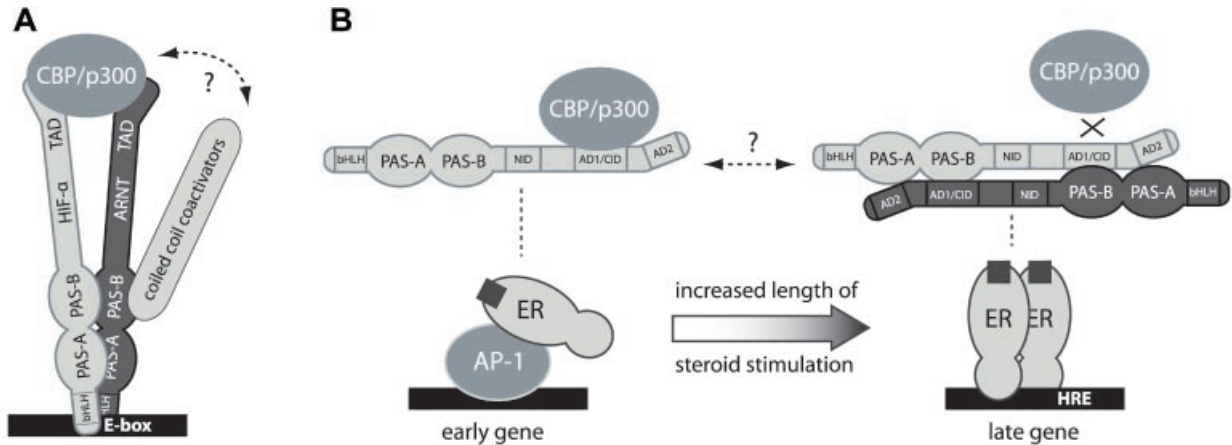 A
CBP/p300
?
TAD
TAD
HIF-α
ARNT
coiled coil coactivators
PAS-B
PAS-B
PAS-A
PAS-A
bHLH
HLH
E-box
B
CBP/p300
bHLH
PAS-A
PAS-B
NID
AD1/CID
AD2
?
CBP/p300
bHLH
PAS-A
PAS-B
NID
AD1/CID
AD2
AD2
AD1/CID
NID
PAS-B
PAS-A
bHLH
ER
AP-1
early gene
increased length of
steroid stimulation
ER
ER
HRE
late gene